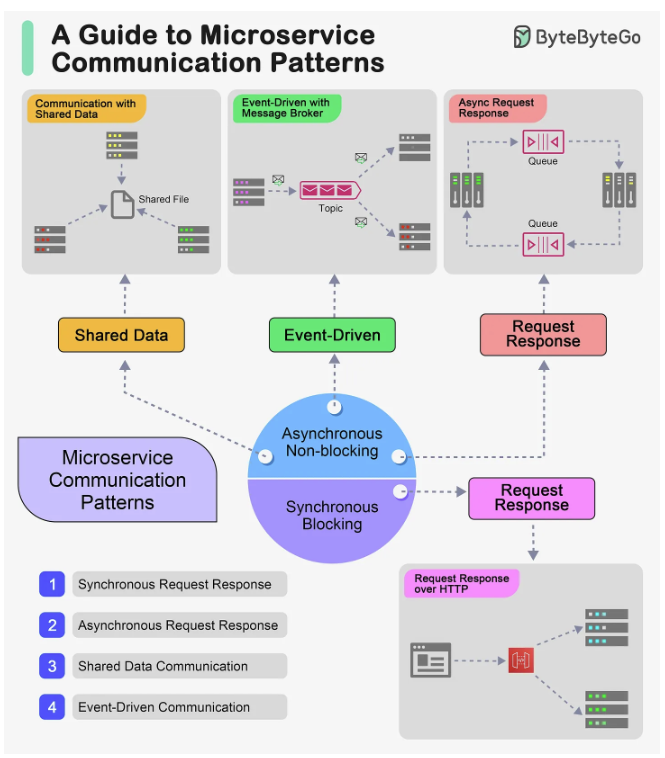 A Guide to Microservice
Communication Patterns
ByteByteGo
Communication with
Shared Data
Shared File
Event-Driven with
Message Broker
Topic
Async Request
Response
Queue
Queue
Shared Data
Event-Driven
Request
Response
Microservice
Communication
Patterns
Asynchronous
Non-blocking
Synchronous
Blocking
Request
Response
1 Synchronous Request Response
2 Asynchronous Request Response
3 Shared Data Communication
4 Event-Driven Communication
Request Response
over HTTP